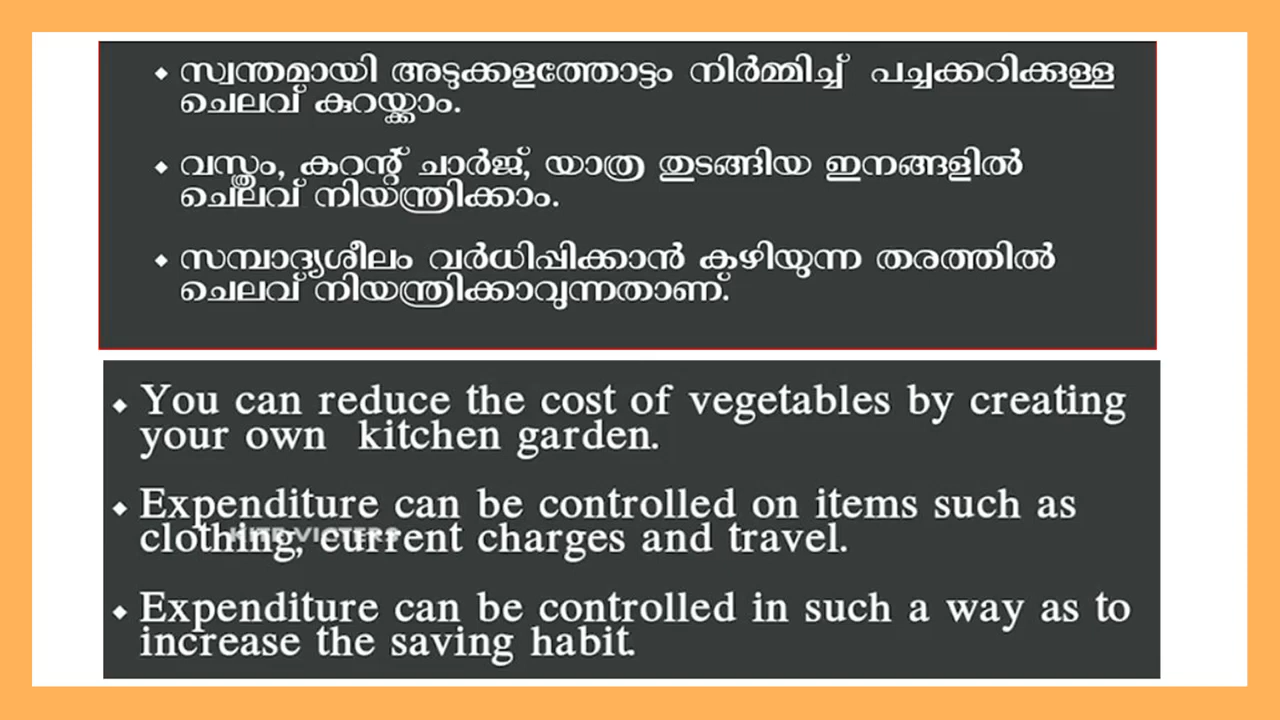 ◆ സ്വന്തമായി അടുക്കളത്തോട്ടം നിർമ്മിച്ച് പച്ചക്കറിക്കുള്ള
ചെലവ് കുറയ്ക്കാം.
◆ വസ്ത്രം, കറന്റ് ചാർജ്, യാത്ര തുടങ്ങിയ ഇനങ്ങളിൽ
ചെലവ് നിയന്ത്രിക്കാം.
◆ സമ്പാദ്യശീലം വർധിപ്പിക്കാൻ കഴിയുന്ന തരത്തിൽ
ചെലവ് നിയന്ത്രിക്കാവുന്നതാണ്.
◆ You can reduce the cost of vegetables by creating
your own kitchen garden.
◆ Expenditure can be controlled on items such as
clothing, current charges and travel.
KITE VICTERS
◆ Expenditure can be controlled in such a way as to
increase the saving habit.